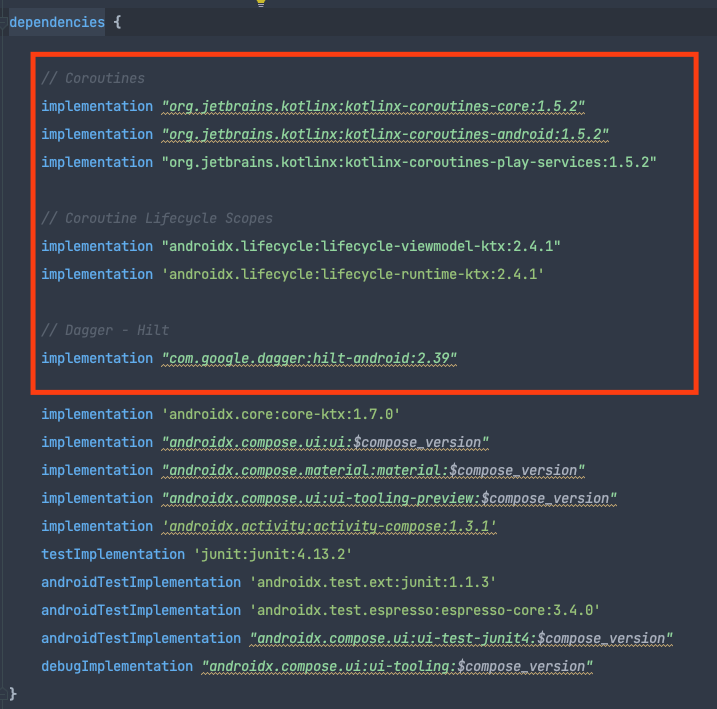 dependencies {
// Coroutines
implementation "org.jetbrains.kotlinx:kotlinx-coroutines-core:1.5.2"
implementation "org.jetbrains.kotlinx:kotlinx-coroutines-android:1.5.2"
implementation "org.jetbrains.kotlinx:kotlinx-coroutines-play-services:1.5.2"
// Coroutine Lifecycle Scopes
implementation "androidx.lifecycle:lifecycle-viewmodel-ktx:2.4.1"
implementation 'androidx.lifecycle:lifecycle-runtime-ktx:2.4.1'
// Dagger - Hilt
implementation "com.google.dagger:hilt-android:2.39"
implementation 'androidx.core:core-ktx:1.7.0'
implementation "androidx.compose.ui:ui:$compose_version"
implementation "androidx.compose.material:material:$compose_version"
implementation "androidx.compose.ui:ui-tooling-preview:$compose_version"
implementation 'androidx.activity:activity-compose:1.3.1'
testImplementation 'junit:junit:4.13.2'
androidTestImplementation 'androidx.test.ext:junit:1.1.3'
androidTestImplementation 'androidx.test.espresso:espresso-core:3.4.0'
androidTestImplementation "androidx.compose.ui:ui-test-junit4:$compose_version"
debugImplementation "androidx.compose.ui:ui-tooling:$compose_version"
}